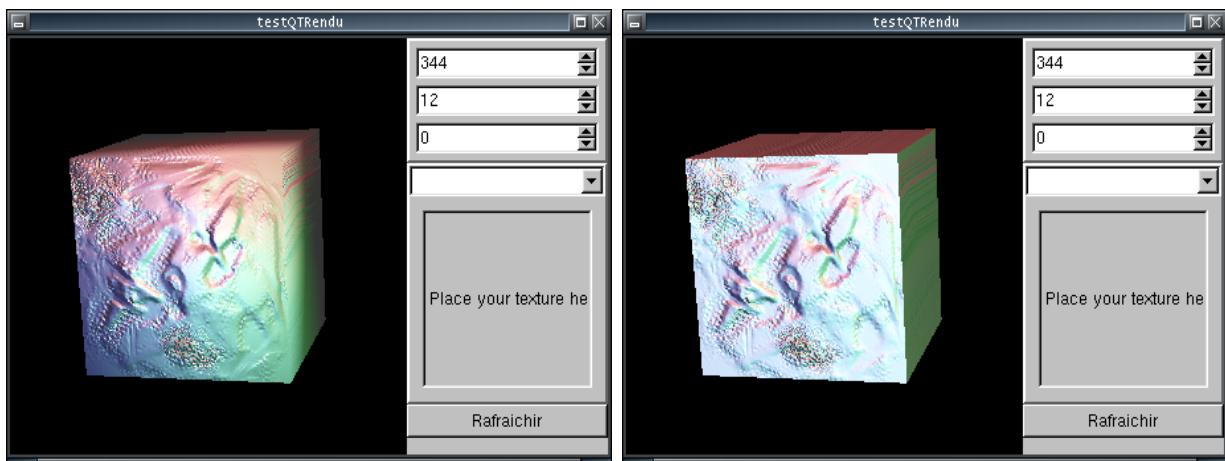 testQTRendu
344
12
0
Place your texture he
Rafraichir
testQTRendu
344
12
0
Place your texture he
Rafraichir